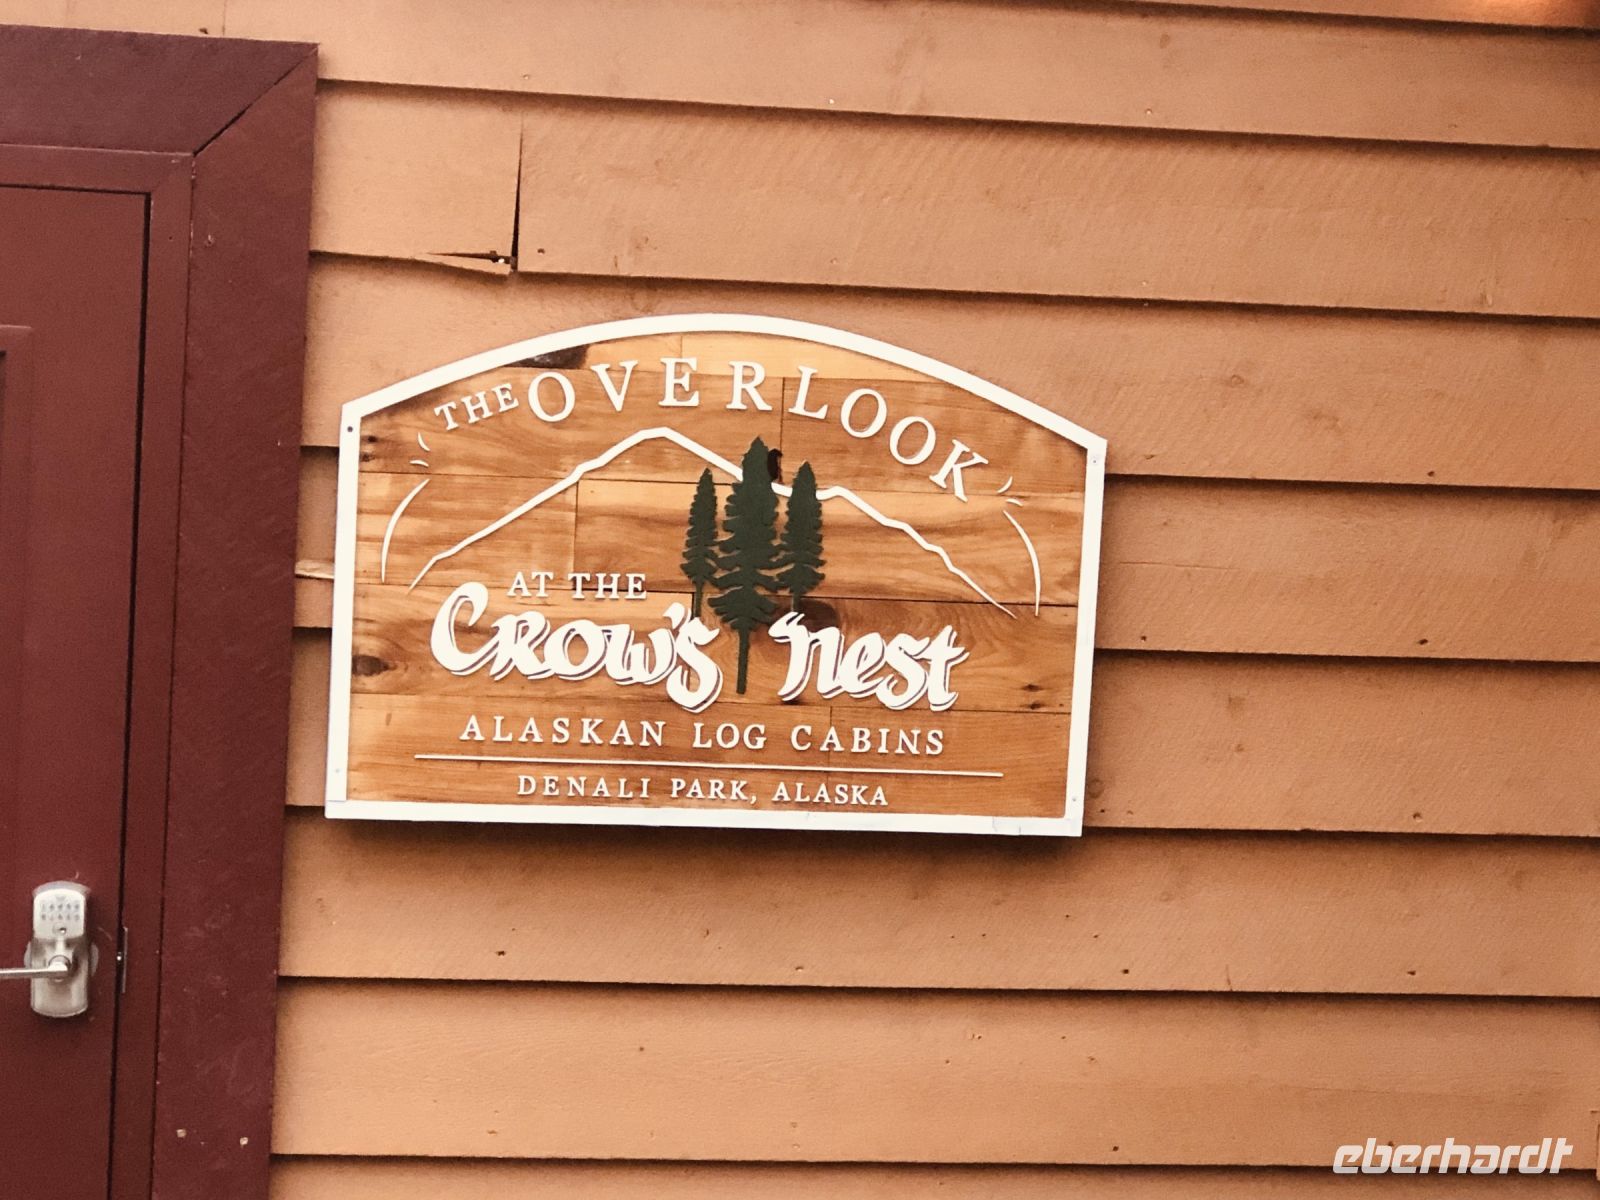 THE OVERLOOK
AT THE
CROW'S NEST
ALASKAN LOG CABINS
DENALI PARK, ALASKA
eberhardt